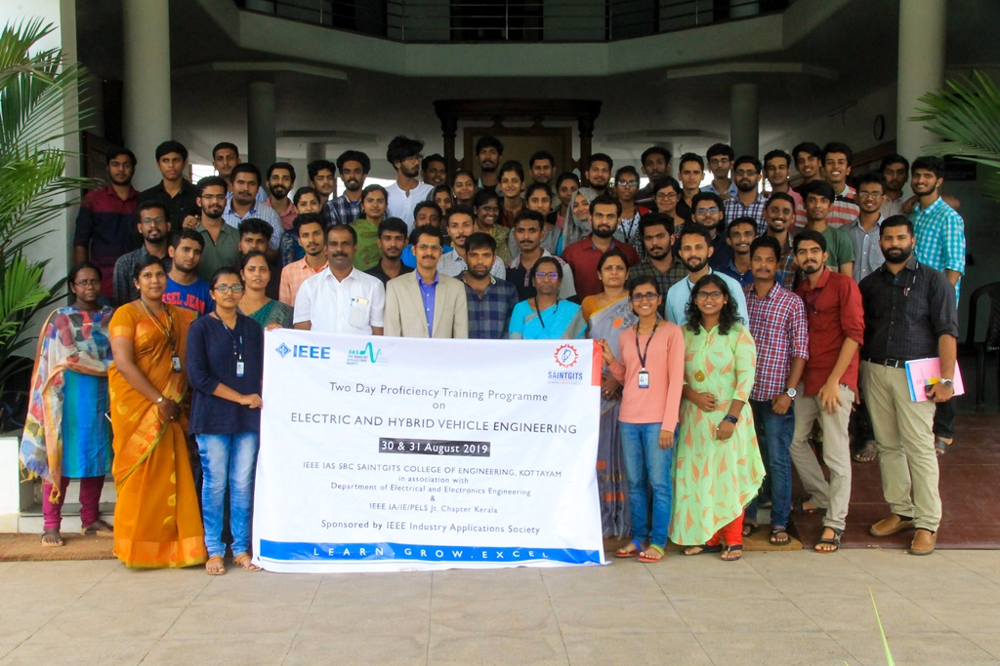 IEEE
IAS
SAINTGITS
Two Day Proficiency Training Programme
on
ELECTRIC AND HYBRID VEHICLE ENGINEERING
30 & 31 August 2019
IEEE IAS SBC SAINTGITS COLLEGE OF ENGINEERING, KOTTAYAM
in association with
Department of Electrical and Electronics Engineering
&
IEEE IA/IE/PELS Jt. Chapter Kerala
Sponsored by IEEE Industry Applications Society
LEARN.GROW.EXCEL